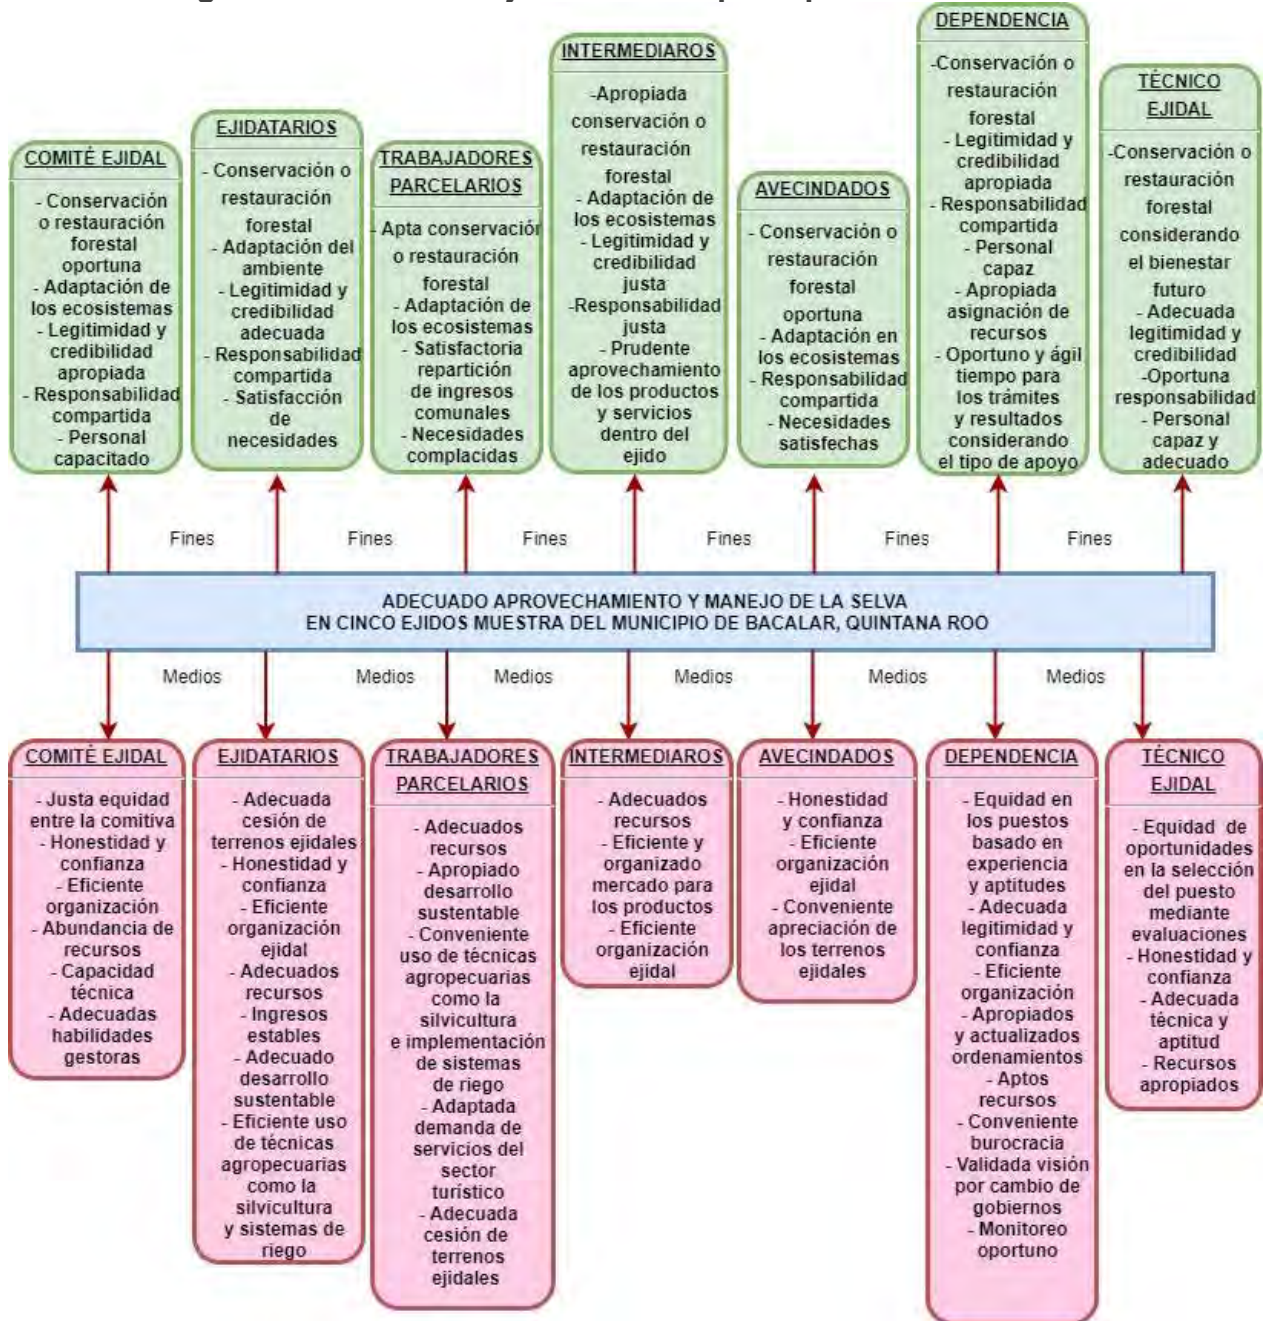 COMITÉ EJIDAL
- Conservación
o restauración
forestal
oportuna
- Adaptación de
los ecosistemas
- Legitimidad y
credibilidad
apropiada
- Responsabilidad
compartida
- Personal
capacitado
EJIDATARIOS
- Conservación o
restauración
forestal
- Adaptación del
ambiente
- Legitimidad y
credibilidad
adecuada
- Responsabilidad
compartida
- Satisfacción
de
necesidades
TRABAJADORES
PARCELARIOS
- Apta conservación
o restauración
forestal
- Adaptación de
los ecosistemas
- Satisfactoria
repartición
de ingresos
comunales
- Necesidades
complacidas
INTERMEDIAROS
-Apropiada
conservación o
restauración
forestal
- Adaptación de
los ecosistemas
- Legitimidad y
credibilidad
justa
-Responsabilidad
justa
- Prudente
aprovechamiento
de los productos
y servicios
dentro del
ejido
AVECINDADOS
- Conservación o
restauración
forestal
oportuna
- Adaptación en
los ecosistemas
- Responsabilidad
compartida
- Necesidades
satisfechas
DEPENDENCIA
-Conservación o
restauración
forestal
- Legitimidad y
credibilidad
apropiada
- Responsabilidad
compartida
- Personal
capaz
- Apropiada
asignación de
recursos
- Oportuno y ágil
tiempo para
los trámites
y resultados
considerando
el tipo de apoyo
TÉCNICO
EJIDAL
-Conservación o
restauración
forestal
considerando
el bienestar
futuro
- Adecuada
legitimidad y
credibilidad
-Oportuna
responsabilidad
- Personal
capaz y
adecuado
Fines Fines Fines Fines Fines Fines
ADECUADO APROVECHAMIENTO Y MANEJO DE LA SELVA
EN CINCO EJIDOS MUESTRA DEL MUNICIPIO DE BACALAR, QUINTANA ROO
Medios Medios Medios Medios Medios Medios
COMITÉ EJIDAL
- Justa equidad
entre la comitiva
- Honestidad y
confianza
- Eficiente
organización
- Abundancia de
recursos
- Capacidad
técnica
- Adecuadas
habilidades
gestoras
EJIDATARIOS
- Adecuada
cesión de
terrenos ejidales
- Honestidad y
confianza
- Eficiente
organización
ejidal
- Adecuados
recursos
- Ingresos
estables
- Adecuado
desarrollo
sustentable
- Eficiente uso
de técnicas
agropecuarias
como la
silvicultura
y sistemas de
riego
TRABAJADORES
PARCELARIOS
- Adecuados
recursos
- Apropiado
desarrollo
sustentable
- Conveniente
uso de técnicas
agropecuarias
como la
silvicultura
e implementación
de sistemas
de riego
- Adaptada
demanda de
servicios del
sector
turístico
- Adecuada
cesión de
terrenos
ejidales
INTERMEDIAROS
- Adecuados
recursos
- Eficiente y
organizado
mercado para
los productos
- Eficiente
organización
ejidal
AVECINDADOS
- Honestidad
y confianza
- Eficiente
organización
ejidal
- Conveniente
apreciación de
los terrenos
ejidales
DEPENDENCIA
- Equidad en
los puestos
basado en
experiencia
y aptitudes
- Adecuada
legitimidad y
confianza
- Eficiente
organización
- Apropiados
y actualizados
ordenamientos
- Aptos
recursos
- Conveniente
burocracia
- Validada visión
por cambio de
gobiernos
- Monitoreo
oportuno
TÉCNICO
EJIDAL
- Equidad de
oportunidades
en la selección
del puesto
mediante
evaluaciones
- Honestidad y
confianza
- Adecuada
técnica y
aptitud
- Recursos
apropiados